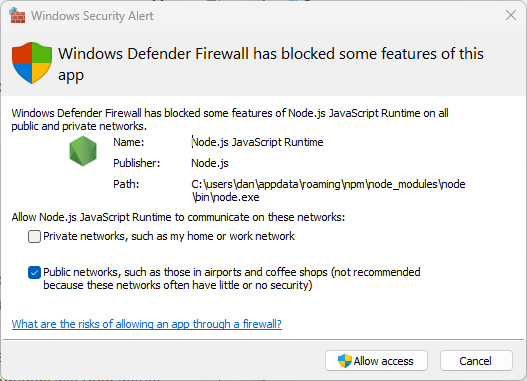 Windows Security Alert
Windows Defender Firewall has blocked some features of this
app
Windows Defender Firewall has blocked some features of Node.js JavaScript Runtime on all
public and private networks.
Name: Node.js JavaScript Runtime
Publisher: Node.js
Path: C:\users\dan\appdata\roaming\npm\node_modules\node
\bin\node.exe
Allow Node.js JavaScript Runtime to communicate on these networks:
Private networks, such as my home or work network
Public networks, such as those in airports and coffee shops (not recommended
because these networks often have little or no security)
What are the risks of allowing an app through a firewall?
Allow access Cancel